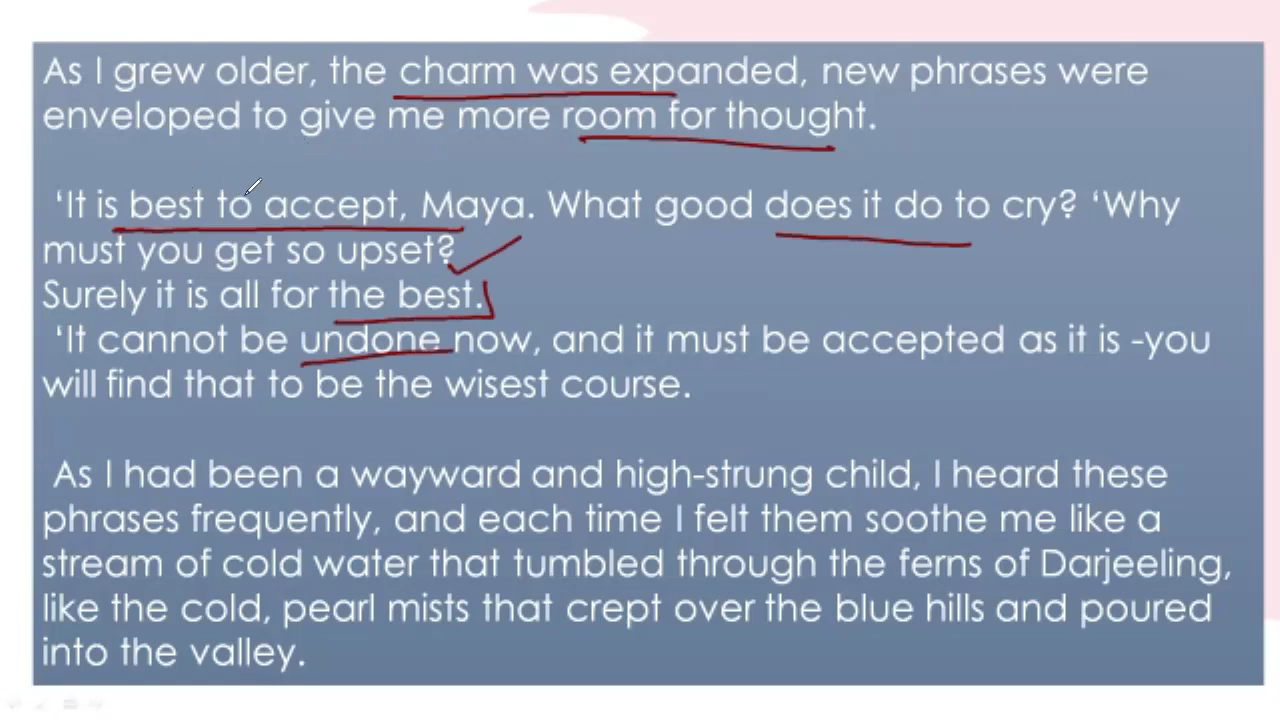 As I grew older, the charm was expanded, new phrases were
enveloped to give me more room for thought.
‘It is best to accept, Maya. What good does it do to cry? ‘Why
must you get so upset?
Surely it is all for the best.
‘It cannot be undone now, and it must be accepted as it is -you
will find that to be the wisest course.
As I had been a wayward and high-strung child, I heard these
phrases frequently, and each time I felt them soothe me like a
stream of cold water that tumbled through the ferns of Darjeeling,
like the cold, pearl mists that crept over the blue hills and poured
into the valley.